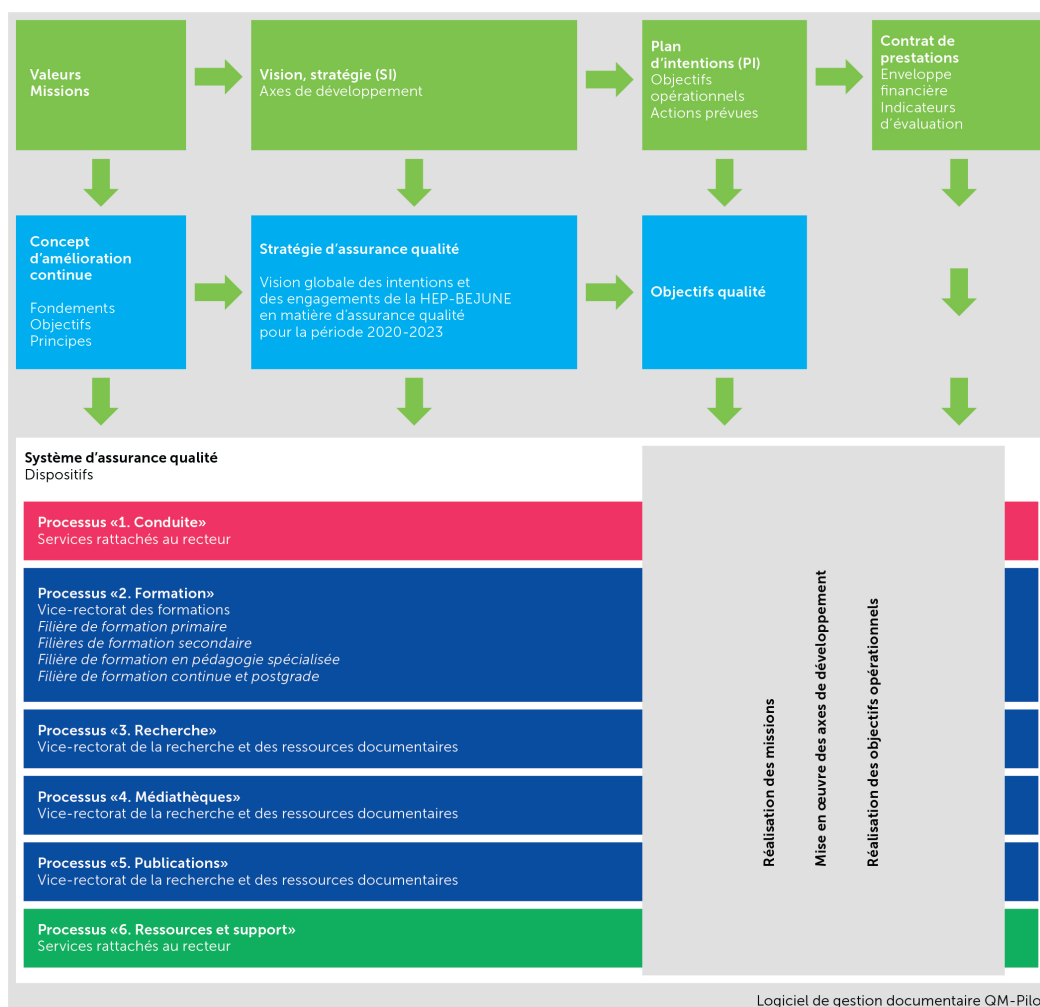 Valeurs
Missions
Vision, stratégie (SI)
Axes de développement
Plan
d’intentions (PI)
Objectifs
opérationnels
Actions prévues
Contrat de
prestations
Enveloppe
financière
Indicateurs
d’évaluation
Concept
d’amélioration
continue
Fondements
Objectifs
Principes
Stratégie d’assurance qualité
Vision globale des intentions et
des engagements de la HEP-BEJUNE
en matière d’assurance qualité
pour la période 2020-2023
Objectifs qualité
Système d’assurance qualité
Dispositifs
Processus «1. Conduite»
Services rattachés au recteur
Processus «2. Formation»
Vice-rectorat des formations
Filière de formation primaire
Filières de formation secondaire
Filière de formation en pédagogie spécialisée
Filière de formation continue et postgrade
Processus «3. Recherche»
Vice-rectorat de la recherche et des ressources documentaires
Processus «4. Médiathèques»
Vice-rectorat de la recherche et des ressources documentaires
Processus «5. Publications»
Vice-rectorat de la recherche et des ressources documentaires
Processus «6. Ressources et support»
Services rattachés au recteur
Réalisation des missions
Mise en œuvre des axes de développement
Réalisation des objectifs opérationnels
Logiciel de gestion documentaire QM-Pilo